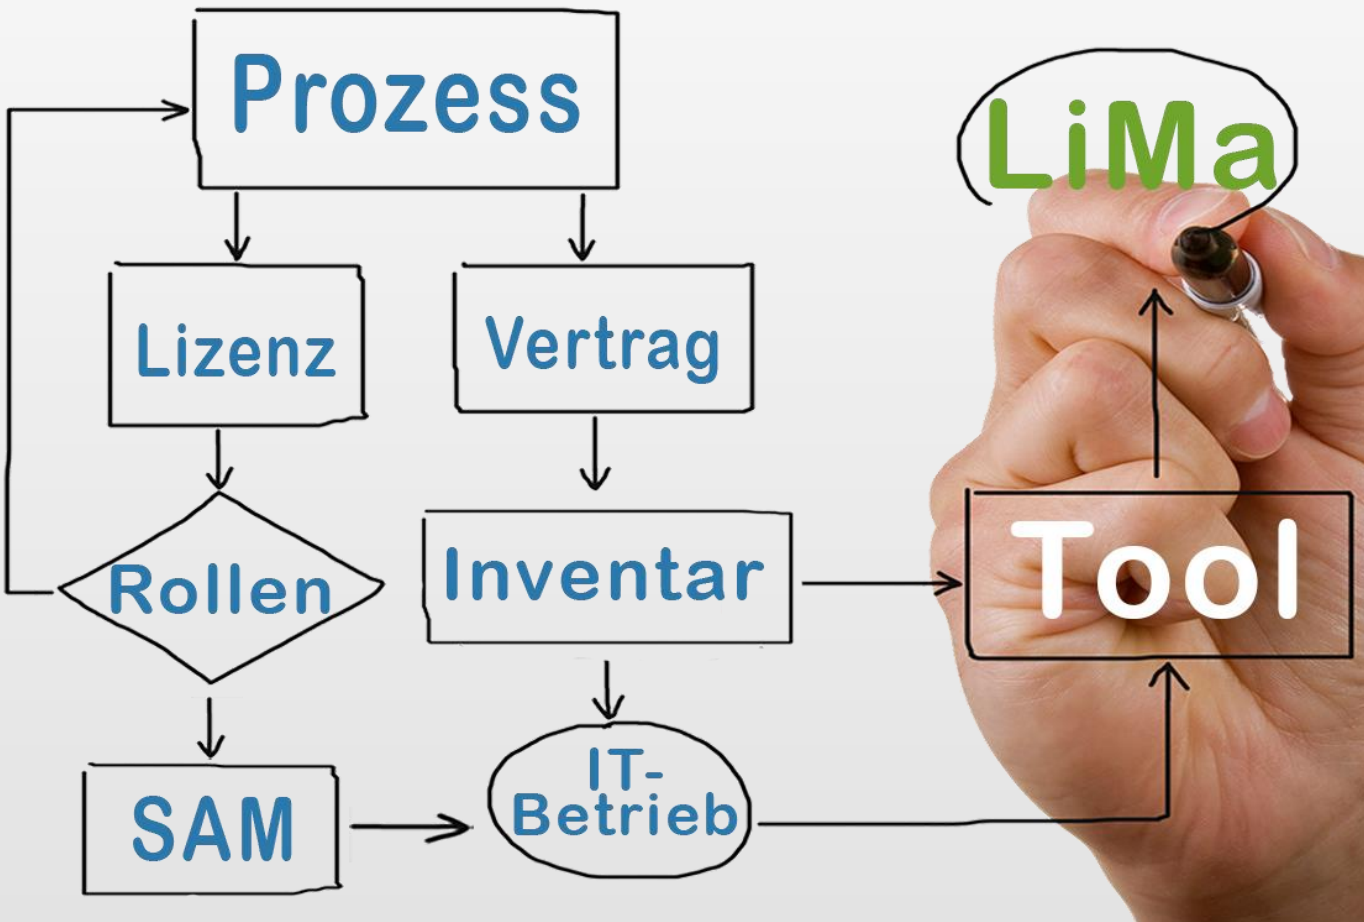 Prozess
LiMa
Lizenz
Vertrag
Rollen
Inventar
Tool
SAM
IT-
Betrieb